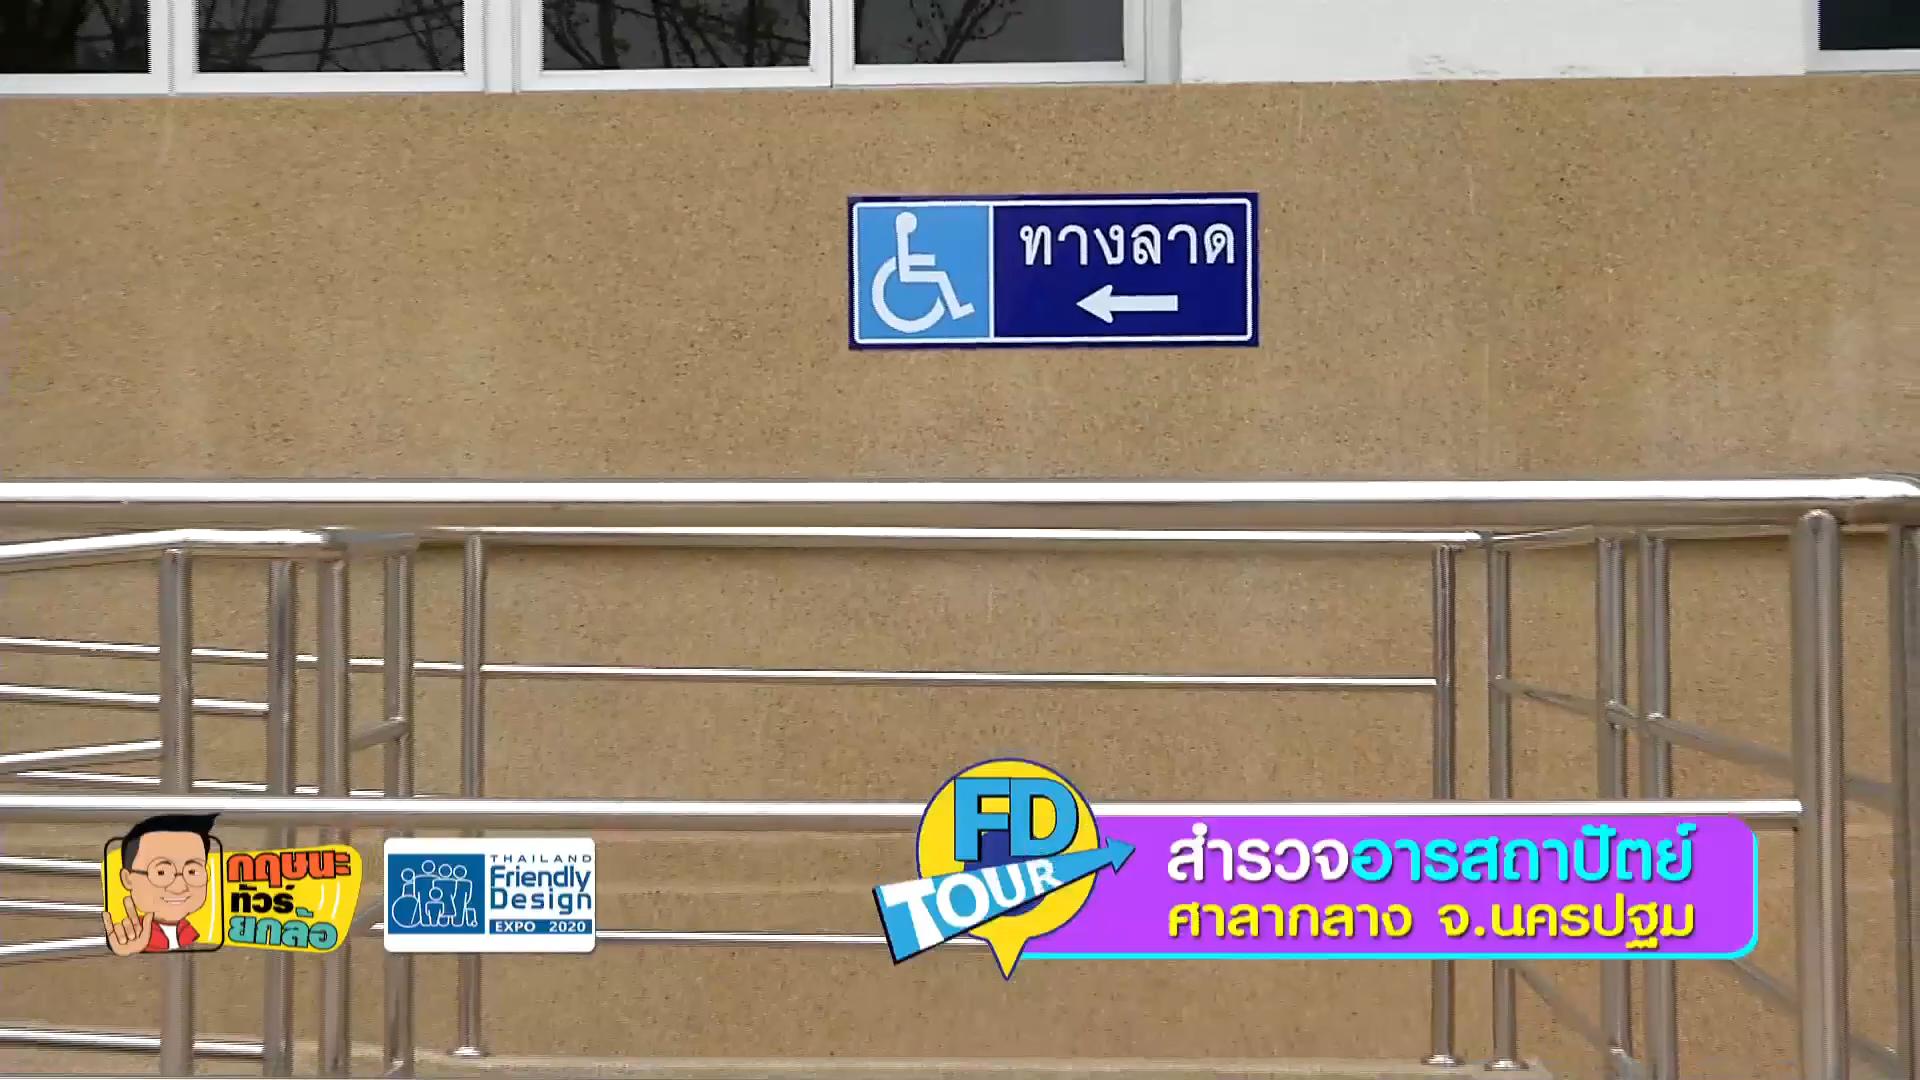 ทางลาด
FD
TOUR
สำรวจอารยสถาปัตย์
ศาลากลาง จ.นครปฐม
กฤษนะ
ทัวร์
ยกล้อ
THAILAND
Friendly
Design
EXPO 2020